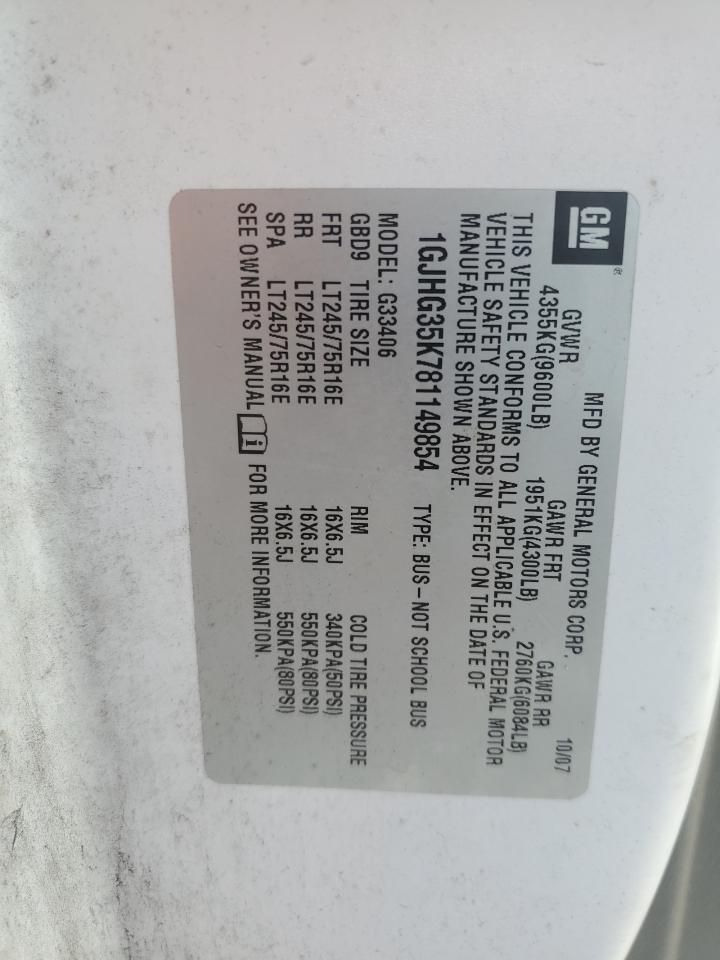 GM®
MFD BY GENERAL MOTORS CORP. 10/07
GVWR GAWR FRT GAWR RR
4355KG(9600LB) 1951KG(4300LB) 2760KG(6084LB)
THIS VEHICLE CONFORMS TO ALL APPLICABLE U.S. FEDERAL MOTOR
VEHICLE SAFETY STANDARDS IN EFFECT ON THE DATE OF
MANUFACTURE SHOWN ABOVE.
1GJHG35K781149854 TYPE: BUS–NOT SCHOOL BUS
MODEL: G33406
GBD9 TIRE SIZE RIM COLD TIRE PRESSURE
FRT LT245/75R16E 16X6.5J 340KPA(50PSI)
RR LT245/75R16E 16X6.5J 550KPA(80PSI)
SPA LT245/75R16E 16X6.5J 550KPA(80PSI)
SEE OWNER'S MANUAL i FOR MORE INFORMATION.